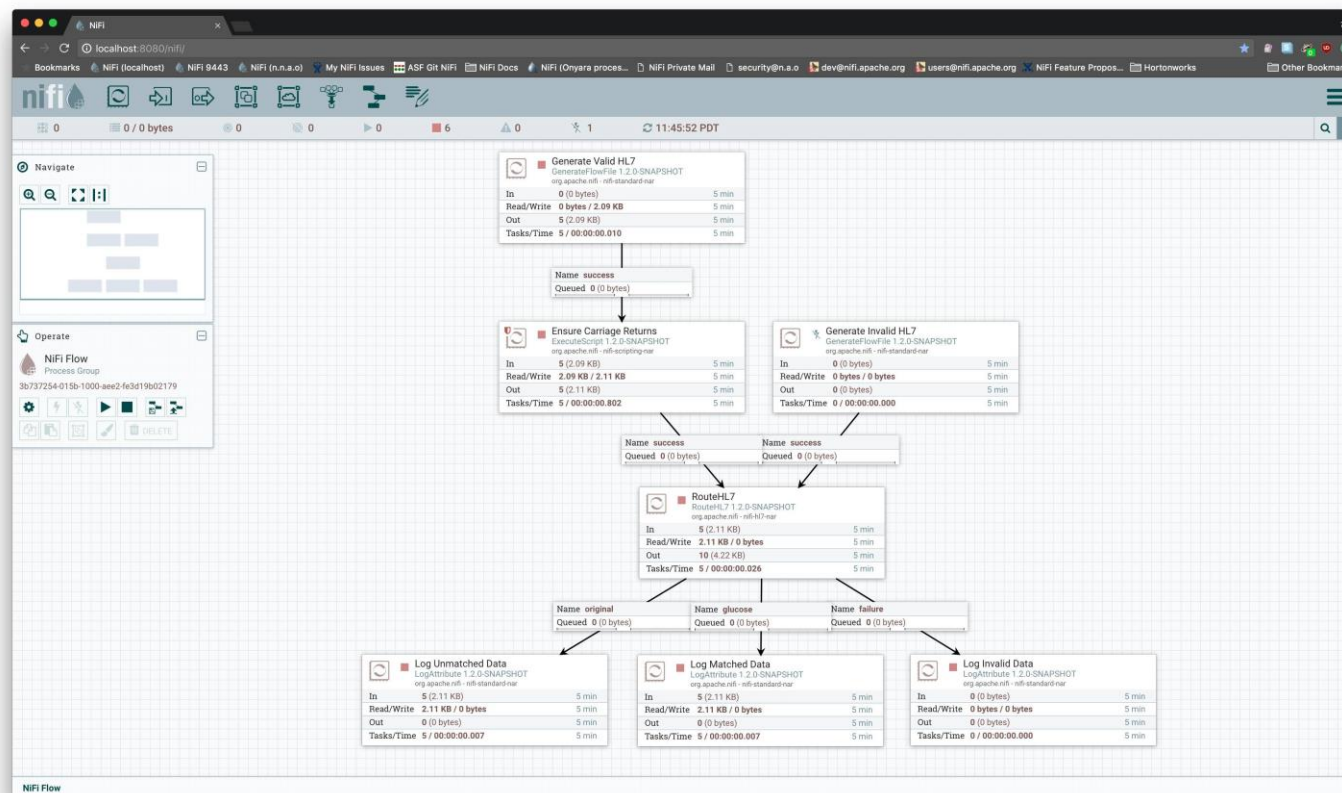 NiFi
localhost:8080/nifi/
Bookmarks NiFi (localhost) NiFi 9443 NiFi (n.n.a.o) My NiFi Issues ASF Git NiFi NiFi Docs NiFi (Onyara proces... NiFi Private Mail security@n.a.o dev@nifi.apache.org users@nifi.apache.org NiFi Feature Propos... Hortonworks Other Bookmar
nifi
0 0 / 0 bytes 0 0 0 6 0 1 11:45:52 PDT
Navigate
Operate
NiFi Flow
Process Group
3b737254-015b-1000-aee2-fe3d19b02179
DELETE
Generate Valid HL7
GenerateFlowFile 1.2.0-SNAPSHOT
org.apache.nifi - nifi-standard-nar
In 0 (0 bytes) 5 min
Read/Write 0 bytes / 2.09 KB 5 min
Out 5 (2.09 KB) 5 min
Tasks/Time 5 / 00:00:00.010 5 min
Name success
Queued 0 (0 bytes)
Ensure Carriage Returns
ExecuteScript 1.2.0-SNAPSHOT
org.apache.nifi - nifi-scripting-nar
In 5 (2.09 KB) 5 min
Read/Write 2.09 KB / 2.11 KB 5 min
Out 5 (2.11 KB) 5 min
Tasks/Time 5 / 00:00:00.802 5 min
Generate Invalid HL7
GenerateFlowFile 1.2.0-SNAPSHOT
org.apache.nifi - nifi-standard-nar
In 0 (0 bytes) 5 min
Read/Write 0 bytes / 0 bytes 5 min
Out 0 (0 bytes) 5 min
Tasks/Time 0 / 00:00:00.000 5 min
Name success
Queued 0 (0 bytes)
Name success
Queued 0 (0 bytes)
RouteHL7
RouteHL7 1.2.0-SNAPSHOT
org.apache.nifi - nifi-hl7-nar
In 5 (2.11 KB) 5 min
Read/Write 2.11 KB / 0 bytes 5 min
Out 10 (4.22 KB) 5 min
Tasks/Time 5 / 00:00:00.026 5 min
Name original
Queued 0 (0 bytes)
Name glucose
Queued 0 (0 bytes)
Name failure
Queued 0 (0 bytes)
Log Unmatched Data
LogAttribute 1.2.0-SNAPSHOT
org.apache.nifi - nifi-standard-nar
In 5 (2.11 KB) 5 min
Read/Write 2.11 KB / 0 bytes 5 min
Out 0 (0 bytes) 5 min
Tasks/Time 5 / 00:00:00.007 5 min
Log Matched Data
LogAttribute 1.2.0-SNAPSHOT
org.apache.nifi - nifi-standard-nar
In 5 (2.11 KB) 5 min
Read/Write 2.11 KB / 0 bytes 5 min
Out 0 (0 bytes) 5 min
Tasks/Time 5 / 00:00:00.007 5 min
Log Invalid Data
LogAttribute 1.2.0-SNAPSHOT
org.apache.nifi - nifi-standard-nar
In 0 (0 bytes) 5 min
Read/Write 0 bytes / 0 bytes 5 min
Out 0 (0 bytes) 5 min
Tasks/Time 0 / 00:00:00.000 5 min
NiFi Flow